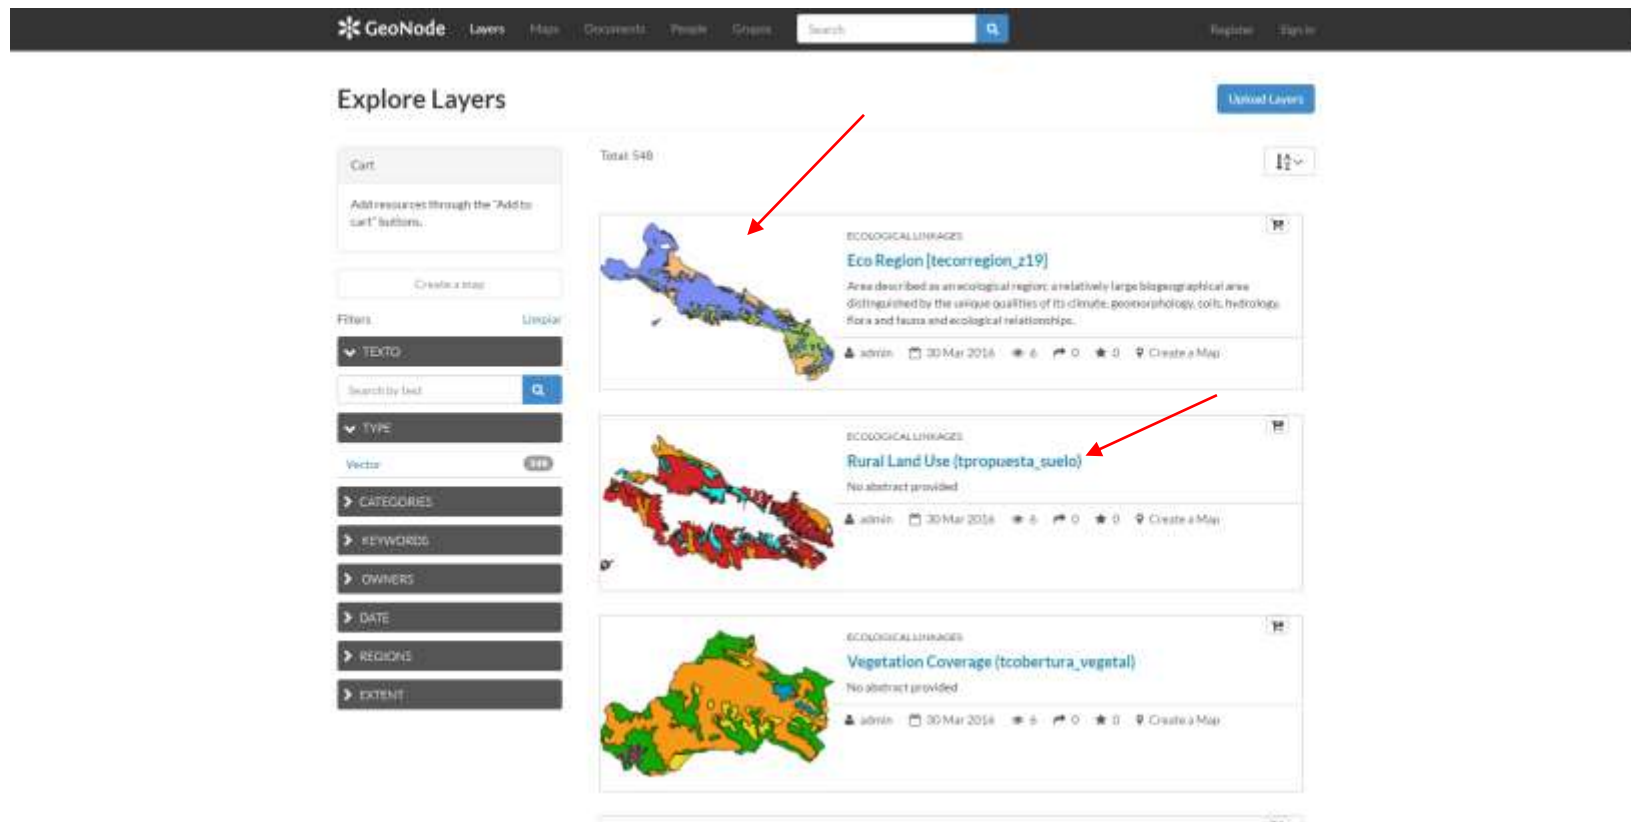 GeoNode Layers Maps Documents People Groups Search Register Sign in
Explore Layers
Upload Layers
Cart
Add resources through the "Add to
cart" buttons.
Create a map
Filters Limpiar
TEXTO
Search by text
TYPE
Vector 548
CATEGORIES
KEYWORDS
OWNERS
DATE
REGIONS
EXTENT
Total: 548
ECOLOGICAL LINKAGES
Eco Region [tecorregion_z19]
Area described as an ecological region: a relatively large biogeographical area
distinguished by the unique qualities of its climate, geomorphology, soils, hydrology,
flora and fauna and ecological relationships.
admin 30 Mar 2016 6 0 0 Create a Map
ECOLOGICAL LINKAGES
Rural Land Use (tpropuesta_suelo)
No abstract provided
admin 30 Mar 2016 6 0 0 Create a Map
ECOLOGICAL LINKAGES
Vegetation Coverage (tcobertura_vegetal)
No abstract provided
admin 30 Mar 2016 6 0 0 Create a Map